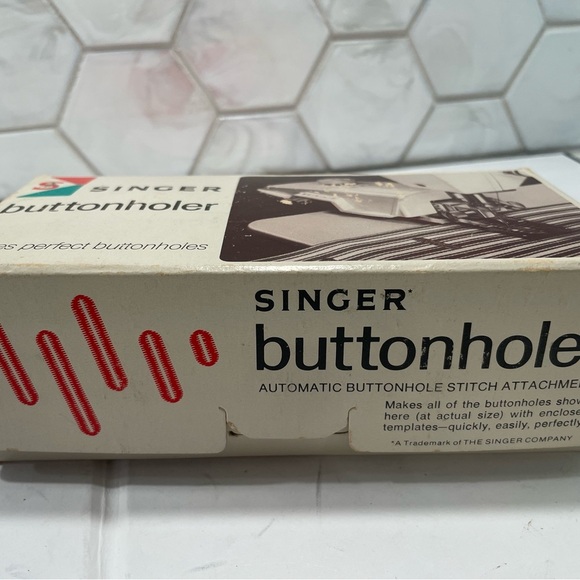 S
SINGER
buttonholer
es perfect buttonholes
SINGER*
buttonhole
AUTOMATIC BUTTONHOLE STITCH ATTACHME
Makes all of the buttonholes show
here (at actual size) with enclose
templates—quickly, easily, perfectly
*A Trademark of THE SINGER COMPANY